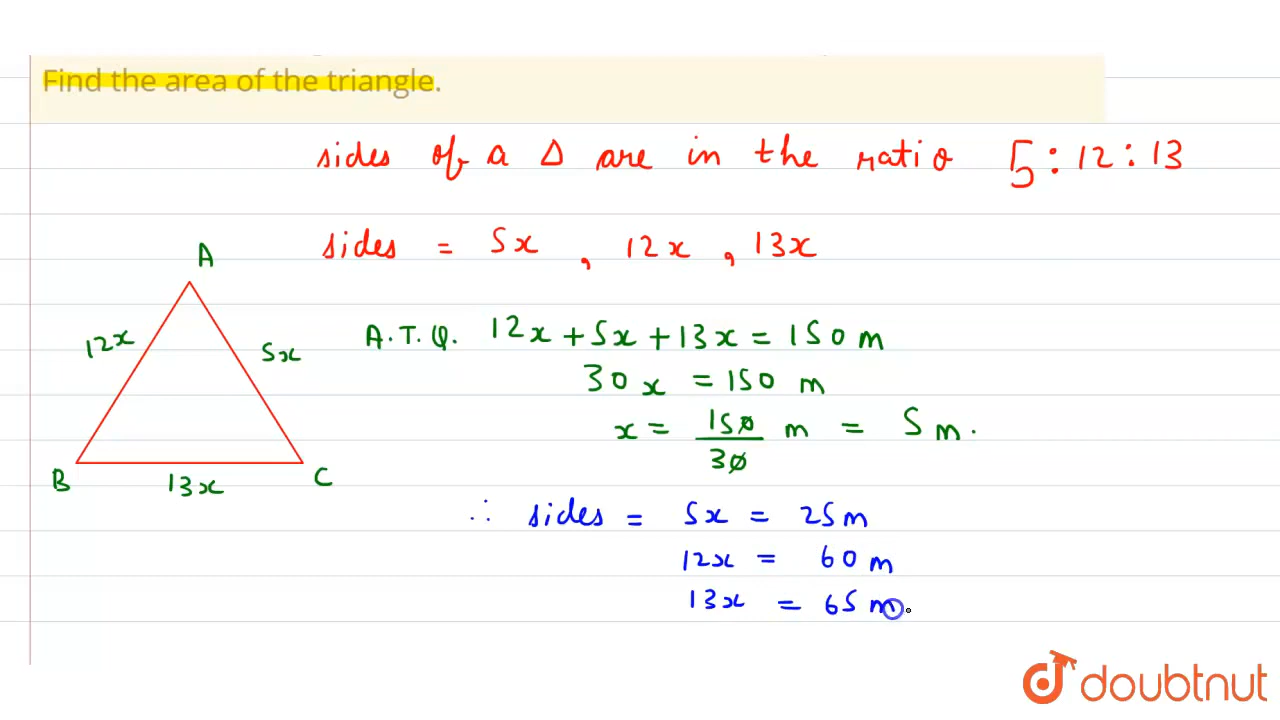 Find the area of the triangle.
sides of a Δ are in the ratio 5 : 12 : 13
sides = 5x , 12x , 13x
A
12x
5x
B
13x
C
A.T.Q. 12x + 5x + 13x = 150 m
30x = 150 m
x = 150/30 m = 5 m.
∴ sides = 5x = 25 m
12x = 60 m
13x = 65 m.
doubtnut